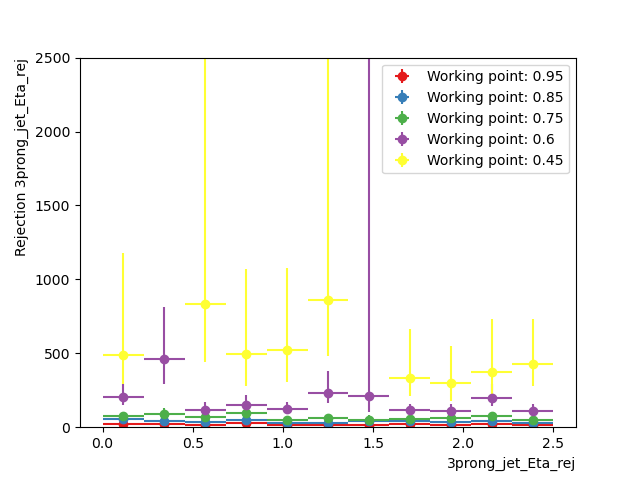 2500
2000
1500
1000
500
0
Rejection 3prong_jet_Eta_rej
Working point: 0.95
Working point: 0.85
Working point: 0.75
Working point: 0.6
Working point: 0.45
0.0 0.5 1.0 1.5 2.0 2.5
3prong_jet_Eta_rej